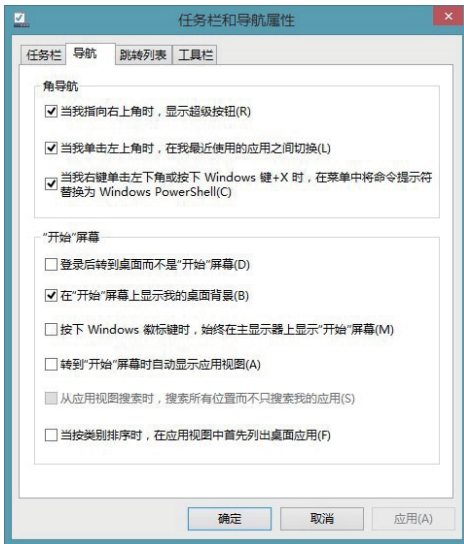 任务栏和导航属性
任务栏 导航 跳转列表 工具栏
角导航
当我指向右上角时，显示超级按钮(R)
当我单击左上角时，在我最近使用的应用之间切换(L)
当我右键单击左下角或按下 Windows 键+X 时，在菜单中将命令提示符
替换为 Windows PowerShell(C)
“开始”屏幕
登录后转到桌面而不是“开始”屏幕(D)
在“开始”屏幕上显示我的桌面背景(B)
按下 Windows 徽标键时，始终在主显示器上显示“开始”屏幕(M)
转到“开始”屏幕时自动显示应用视图(A)
从应用视图搜索时，搜索所有位置而不只搜索我的应用(S)
当按类别排序时，在应用视图中首先列出桌面应用(F)
确定 取消 应用(A)